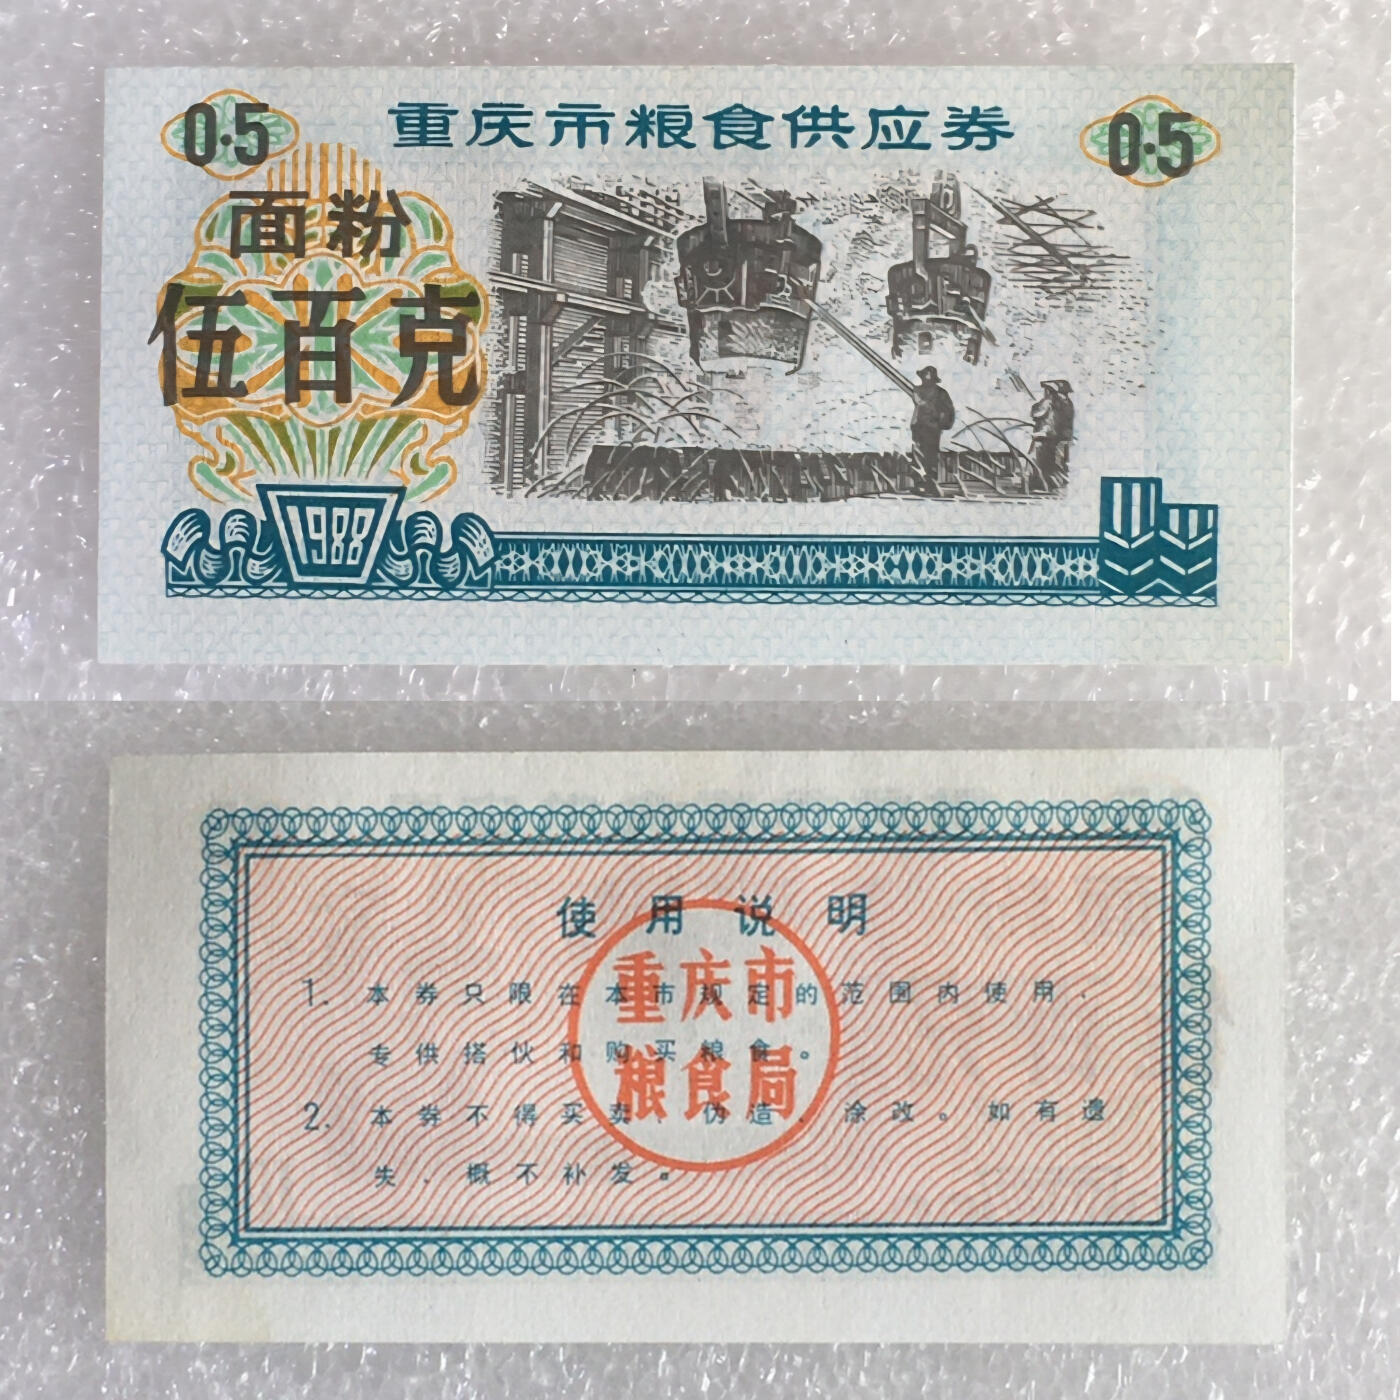 重庆市粮食供应券
0·5
0·5
面粉
伍百克
1988
使用说明
1. 本券只限在本市规定的范围内使用、
专供搭伙和购买粮食。
2. 本券不得买卖、伪造、涂改。如有遗
失、概不补发。
重庆市
粮食局